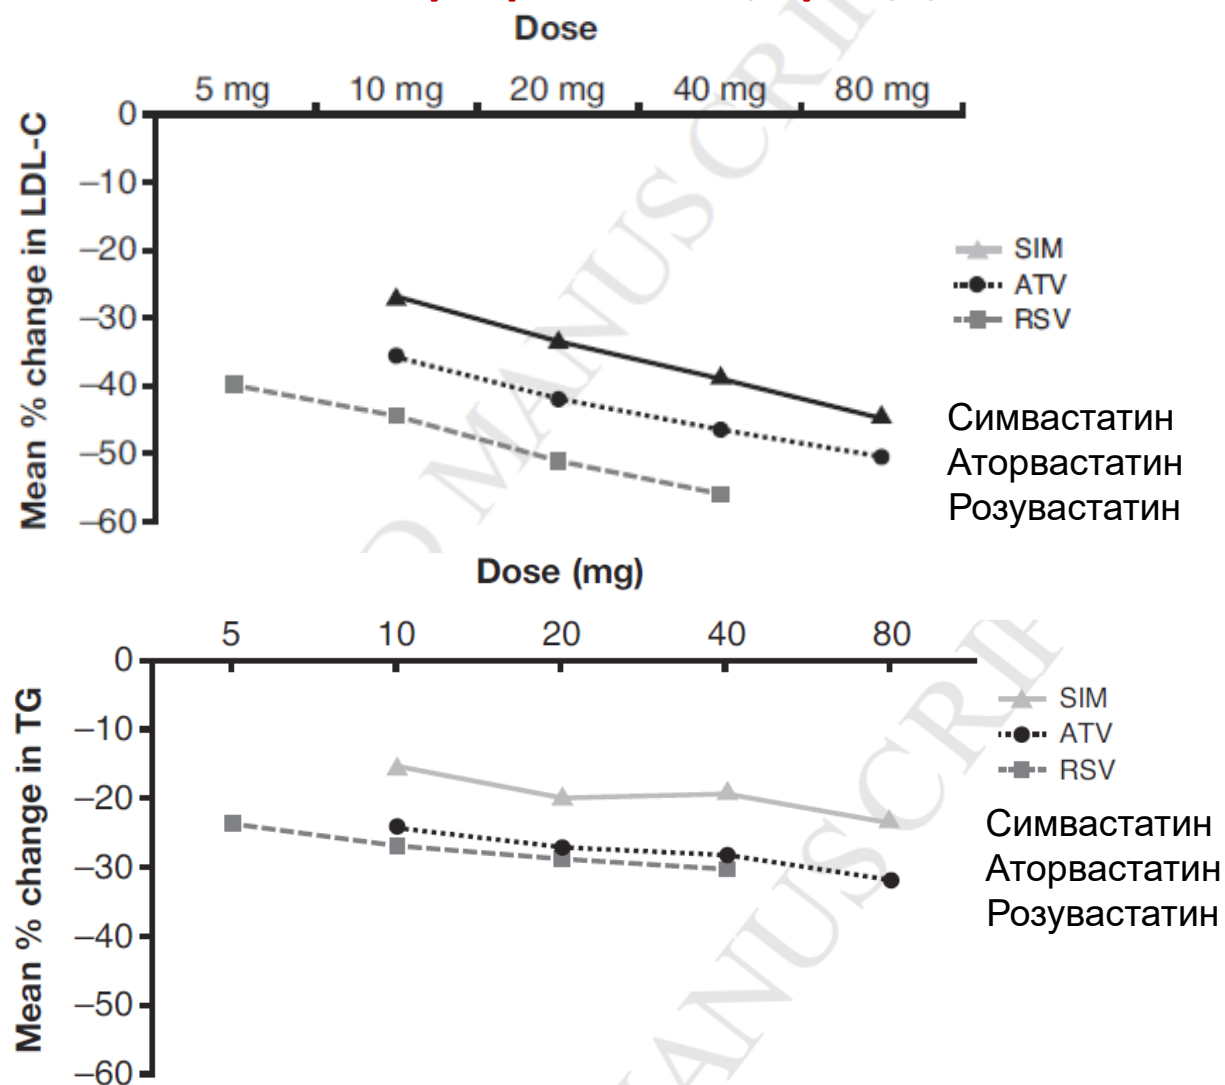 Dose
5 mg 10 mg 20 mg 40 mg 80 mg
Mean % change in LDL-C
0
–10
–20
–30
–40
–50
–60
SIM
ATV
RSV
Симвастатин
Аторвастатин
Розувастатин
Dose (mg)
5 10 20 40 80
Mean % change in TG
0
–10
–20
–30
–40
–50
–60
SIM
ATV
RSV
Симвастатин
Аторвастатин
Розувастатин